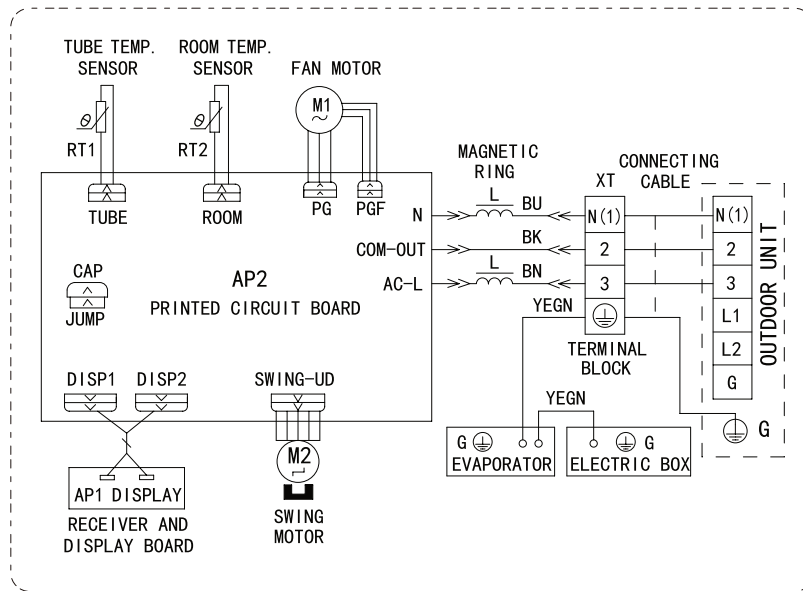 TUBE TEMP.
SENSOR
ROOM TEMP.
SENSOR
FAN MOTOR
θ
RT1
θ
RT2
M1
~
TUBE
ROOM
PG
PGF
MAGNETIC
RING
XT
CONNECTING
CABLE
N
L
BU
N(1)
N(1)
COM-OUT
BK
2
2
AC-L
L
BN
3
3
YEGN
L1
L2
G
OUTDOOR UNIT
G
TERMINAL
BLOCK
CAP
JUMP
AP2
PRINTED CIRCUIT BOARD
DISP1
DISP2
SWING-UD
M2
SWING
MOTOR
AP1 DISPLAY
RECEIVER AND
DISPLAY BOARD
YEGN
G
EVAPORATOR
G
ELECTRIC BOX